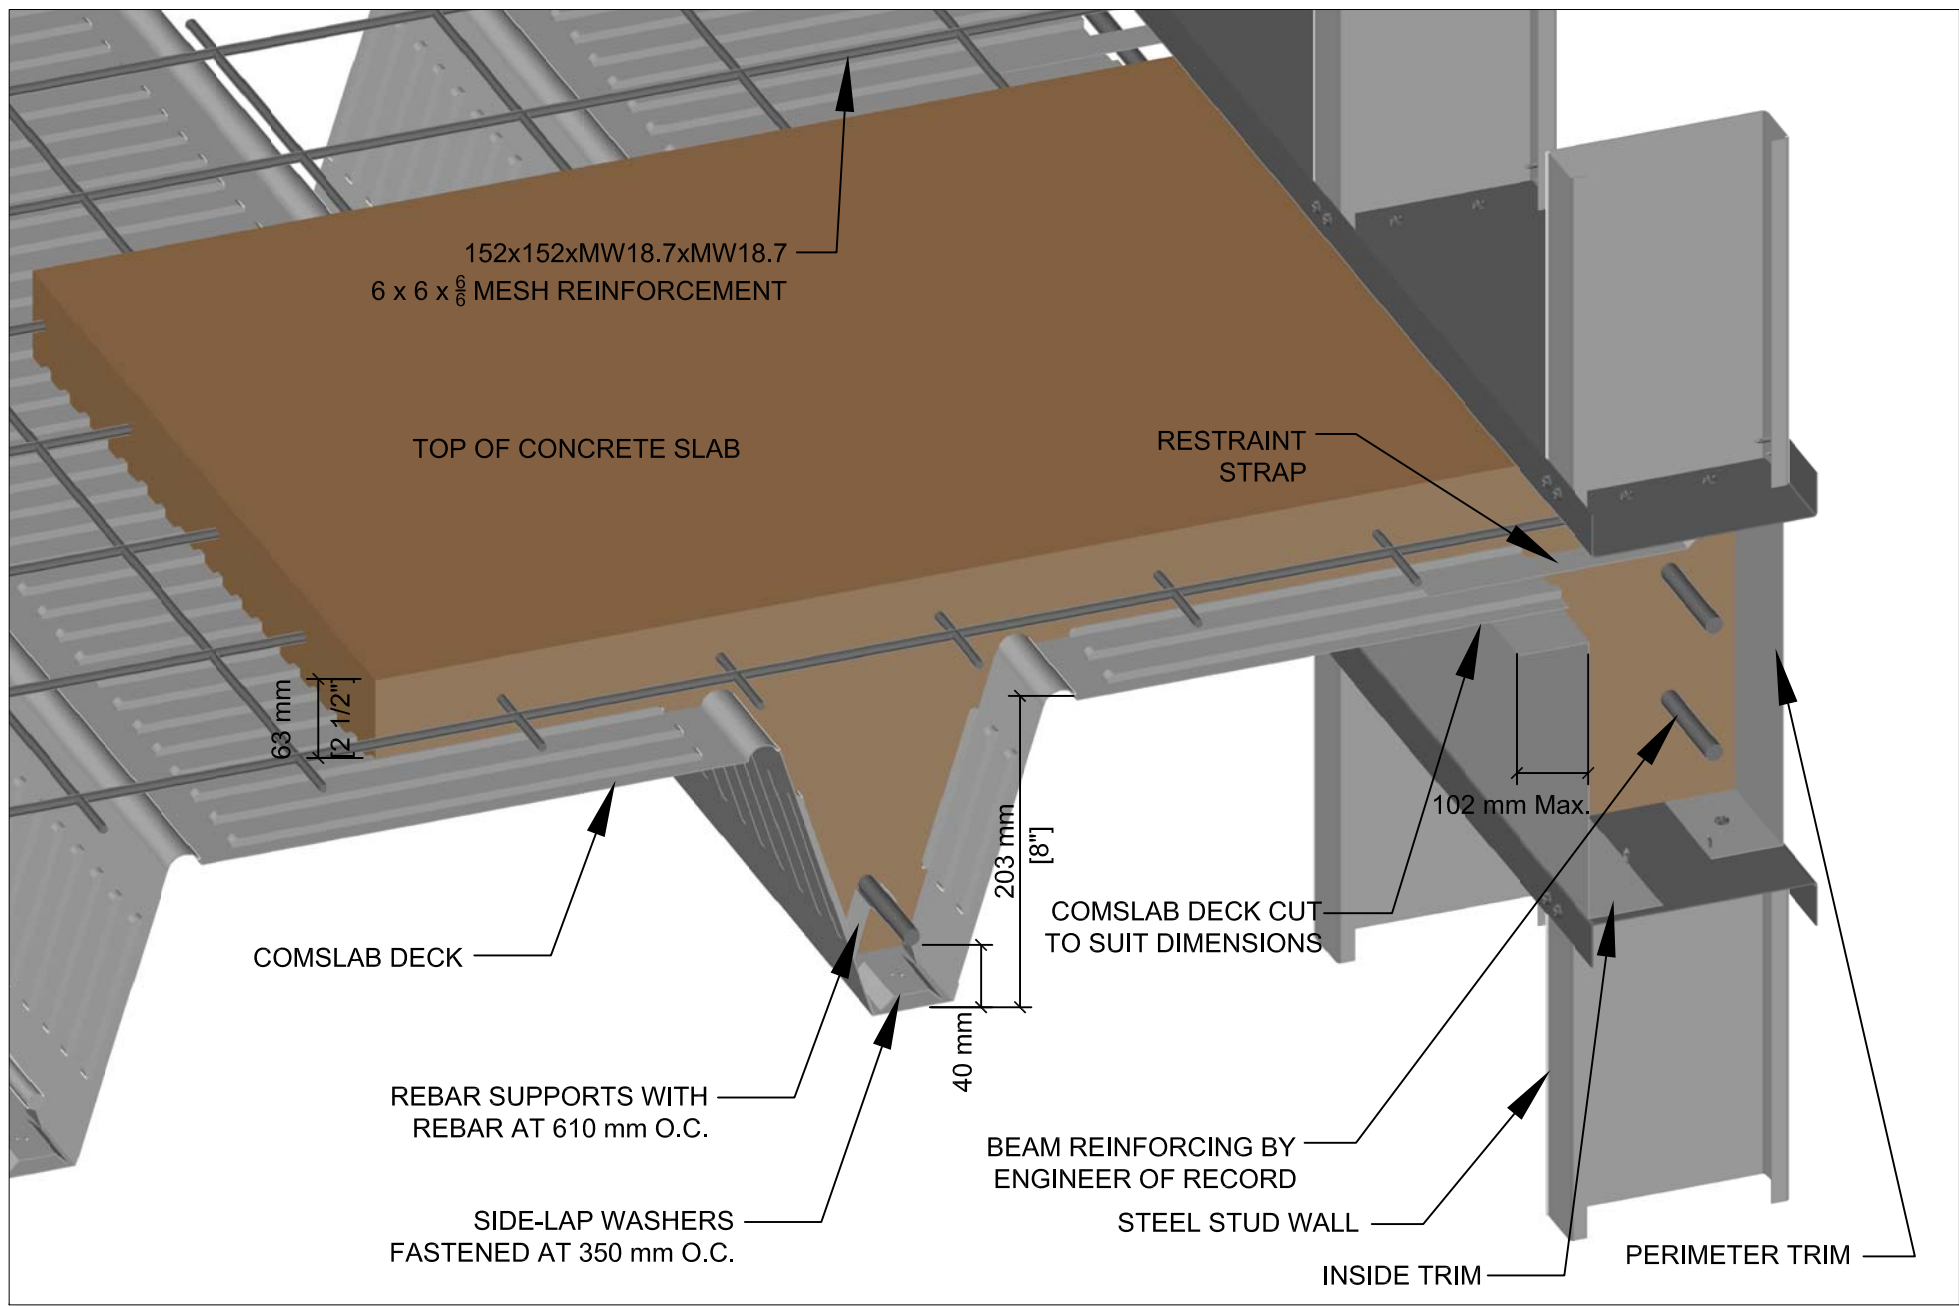 152x152xMW18.7xMW18.7
6 x 6 x 6/6 MESH REINFORCEMENT
TOP OF CONCRETE SLAB
RESTRAINT
STRAP
63 mm
[2 1/2"]
203 mm
[8"]
102 mm Max.
COMSLAB DECK CUT
TO SUIT DIMENSIONS
COMSLAB DECK
40 mm
REBAR SUPPORTS WITH
REBAR AT 610 mm O.C.
BEAM REINFORCING BY
ENGINEER OF RECORD
SIDE-LAP WASHERS
FASTENED AT 350 mm O.C.
STEEL STUD WALL
INSIDE TRIM
PERIMETER TRIM